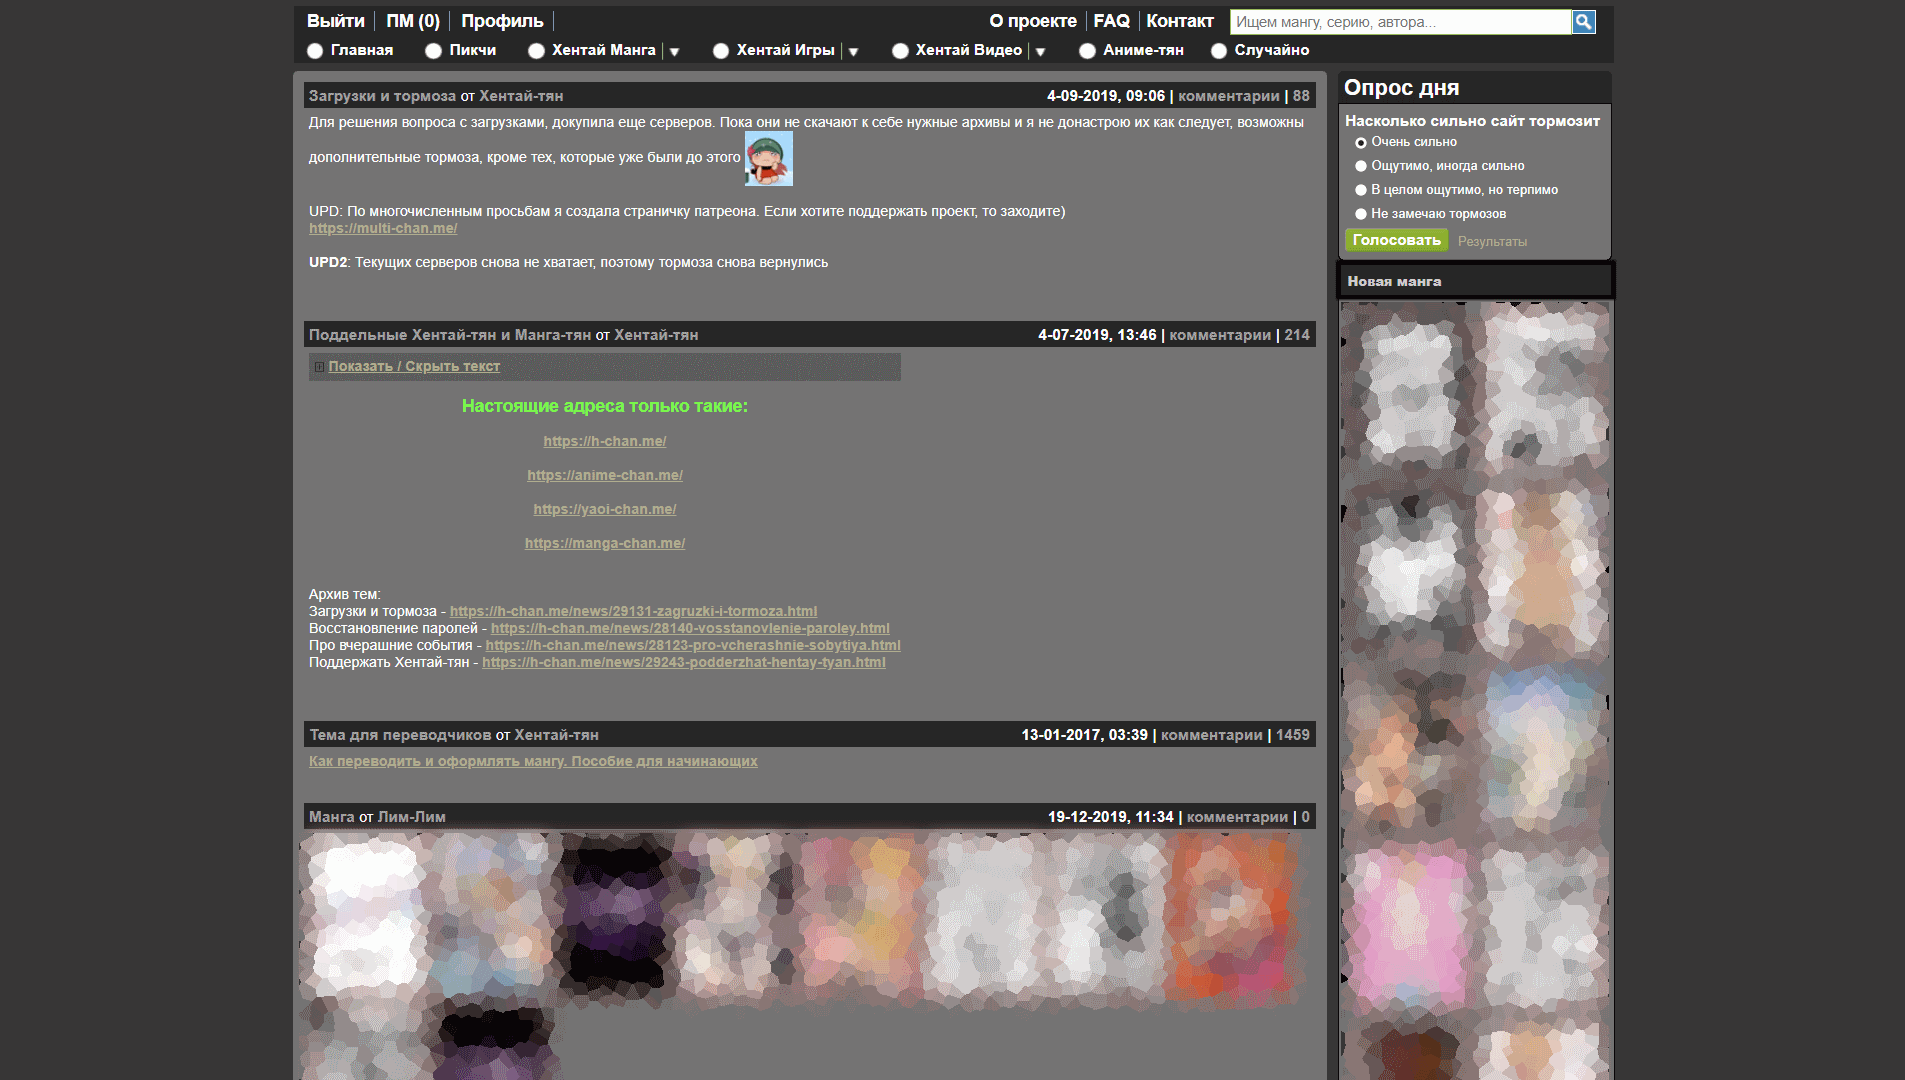 Выйти ПМ (0) Профиль О проекте FAQ Контакт Ищем мангу, серию, автора...
Главная Пикчи Хентай Манга Хентай Игры Хентай Видео Аниме-тян Случайно
Загрузки и тормоза от Хентай-тян 4-09-2019, 09:06 | комментарии | 88
Для решения вопроса с загрузками, докупила еще серверов. Пока они не скачают к себе нужные архивы и я не донастрою их как следует, возможны
дополнительные тормоза, кроме тех, которые уже были до этого
UPD: По многочисленным просьбам я создала страничку патреона. Если хотите поддержать проект, то заходите)
https://multi-chan.me/
UPD2: Текущих серверов снова не хватает, поэтому тормоза снова вернулись
Поддельные Хентай-тян и Манга-тян от Хентай-тян 4-07-2019, 13:46 | комментарии | 214
Показать / Скрыть текст
Настоящие адреса только такие:
https://h-chan.me/
https://anime-chan.me/
https://yaoi-chan.me/
https://manga-chan.me/
Архив тем:
Загрузки и тормоза - https://h-chan.me/news/29131-zagruzki-i-tormoza.html
Восстановление паролей - https://h-chan.me/news/28140-vosstanovlenie-paroley.html
Про вчерашние события - https://h-chan.me/news/28123-pro-vcherashnie-sobytiya.html
Поддержать Хентай-тян - https://h-chan.me/news/29243-podderzhat-hentay-tyan.html
Тема для переводчиков от Хентай-тян 13-01-2017, 03:39 | комментарии | 1459
Как переводить и оформлять мангу. Пособие для начинающих
Манга от Лим-Лим 19-12-2019, 11:34 | комментарии | 0
Опрос дня
Насколько сильно сайт тормозит
Очень сильно
Ощутимо, иногда сильно
В целом ощутимо, но терпимо
Не замечаю тормозов
Голосовать Результаты
Новая манга